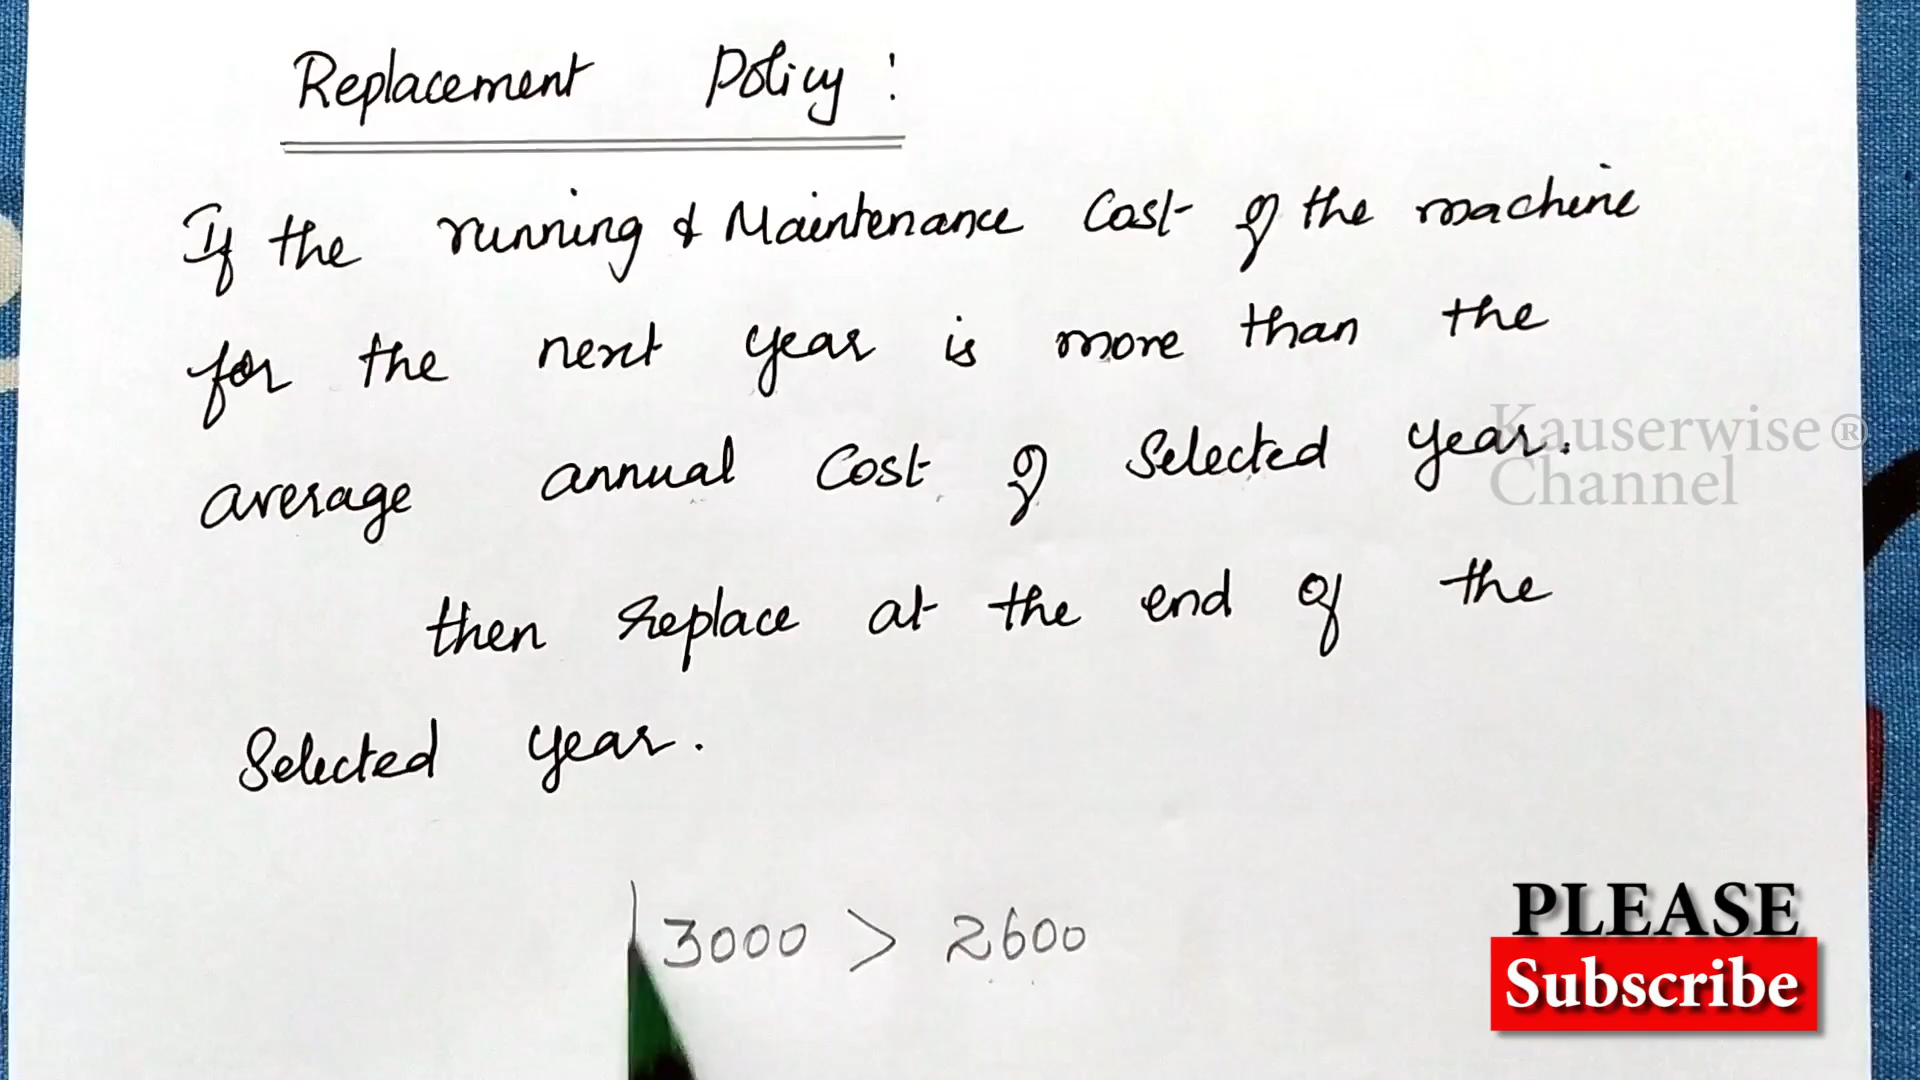 Replacement Policy :
If the running & Maintenance Cost of the machine
for the next year is more than the
average annual Cost of Selected year.
then replace at the end of the
Selected year.
3000 > 2600
Kauserwise®
Channel
PLEASE
Subscribe